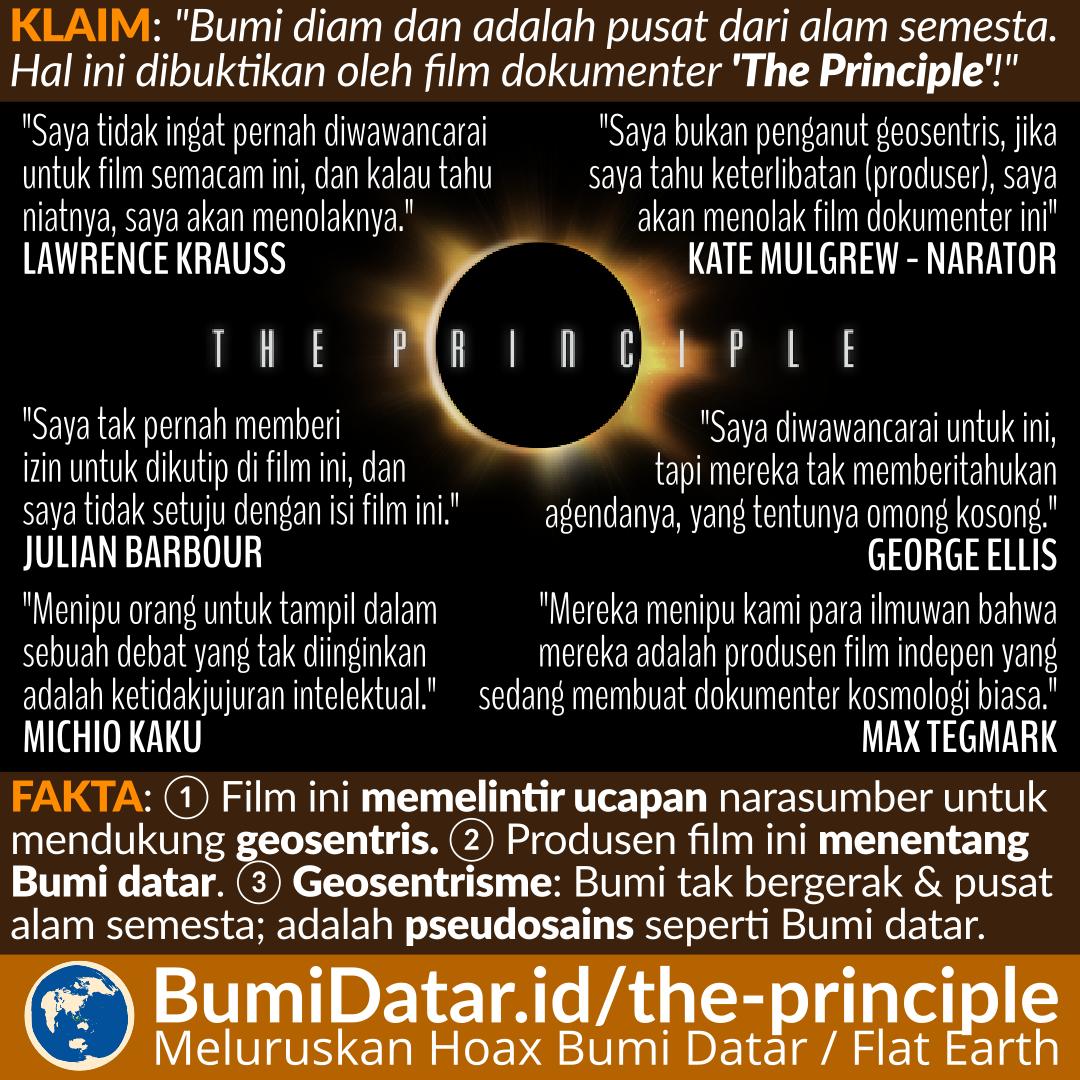 KLAIM: "Bumi diam dan adalah pusat dari alam semesta.
Hal ini dibuktikan oleh film dokumenter 'The Principle'!"
"Saya tidak ingat pernah diwawancarai
untuk film semacam ini, dan kalau tahu
niatnya, saya akan menolaknya."
LAWRENCE KRAUSS
"Saya bukan penganut geosentris, jika
saya tahu keterlibatan (produser), saya
akan menolak film dokumenter ini"
KATE MULGREW - NARATOR
THE PRINCIPLE
"Saya tak pernah memberi
izin untuk dikutip di film ini, dan
saya tidak setuju dengan isi film ini."
JULIAN BARBOUR
"Saya diwawancarai untuk ini,
tapi mereka tak memberitahukan
agendanya, yang tentunya omong kosong."
GEORGE ELLIS
"Menipu orang untuk tampil dalam
sebuah debat yang tak diinginkan
adalah ketidakjujuran intelektual."
MICHIO KAKU
"Mereka menipu kami para ilmuwan bahwa
mereka adalah produsen film indepen yang
sedang membuat dokumenter kosmologi biasa."
MAX TEGMARK
FAKTA: ① Film ini memelintir ucapan narasumber untuk
mendukung geosentris. ② Produsen film ini menentang
Bumi datar. ③ Geosentrisme: Bumi tak bergerak & pusat
alam semesta; adalah pseudosains seperti Bumi datar.
BumiDatar.id/the-principle
Meluruskan Hoax Bumi Datar / Flat Earth